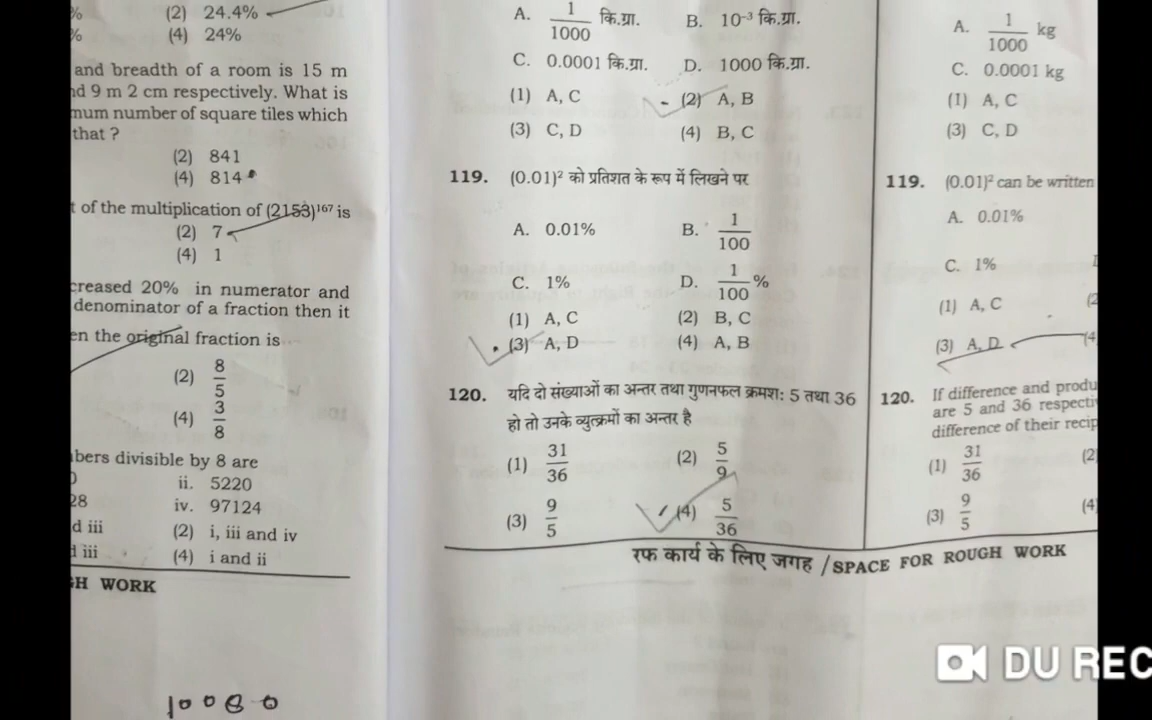 %
(2) 24.4%
%
(4) 24%
and breadth of a room is 15 m
nd 9 m 2 cm respectively. What is
mum number of square tiles which
that ?
(2) 841
(4) 814
t of the multiplication of (2153)¹⁶⁷ is
(2) 7
(4) 1
creased 20% in numerator and
denominator of a fraction then it
en the original fraction is
(2) 8/5
(4) 3/8
bers divisible by 8 are
ii. 5220
28 iv. 97124
d iii (2) i, iii and iv
d iii (4) i and ii
GH WORK
A. 1/1000 कि.ग्रा. B. 10⁻³ कि.ग्रा.
C. 0.0001 कि.ग्रा. D. 1000 कि.ग्रा.
(1) A, C (2) A, B
(3) C, D (4) B, C
119. (0.01)² को प्रतिशत के रूप में लिखने पर
A. 0.01% B. 1/100
C. 1% D. 1/100 %
(1) A, C (2) B, C
(3) A, D (4) A, B
120. यदि दो संख्याओं का अन्तर तथा गुणनफल क्रमश: 5 तथा 36
हो तो उनके व्युत्क्रमों का अन्तर है
(1) 31/36 (2) 5/9
(3) 9/5 (4) 5/36
रफ कार्य के लिए जगह / SPACE FOR ROUGH WORK
A. 1/1000 kg
C. 0.0001 kg
(1) A, C
(3) C, D
119. (0.01)² can be written
A. 0.01%
C. 1%
(1) A, C (2
(3) A, D (4
120. If difference and produ
are 5 and 36 respecti
difference of their recip
(1) 31/36 (2
(3) 9/5 (4
DU REC